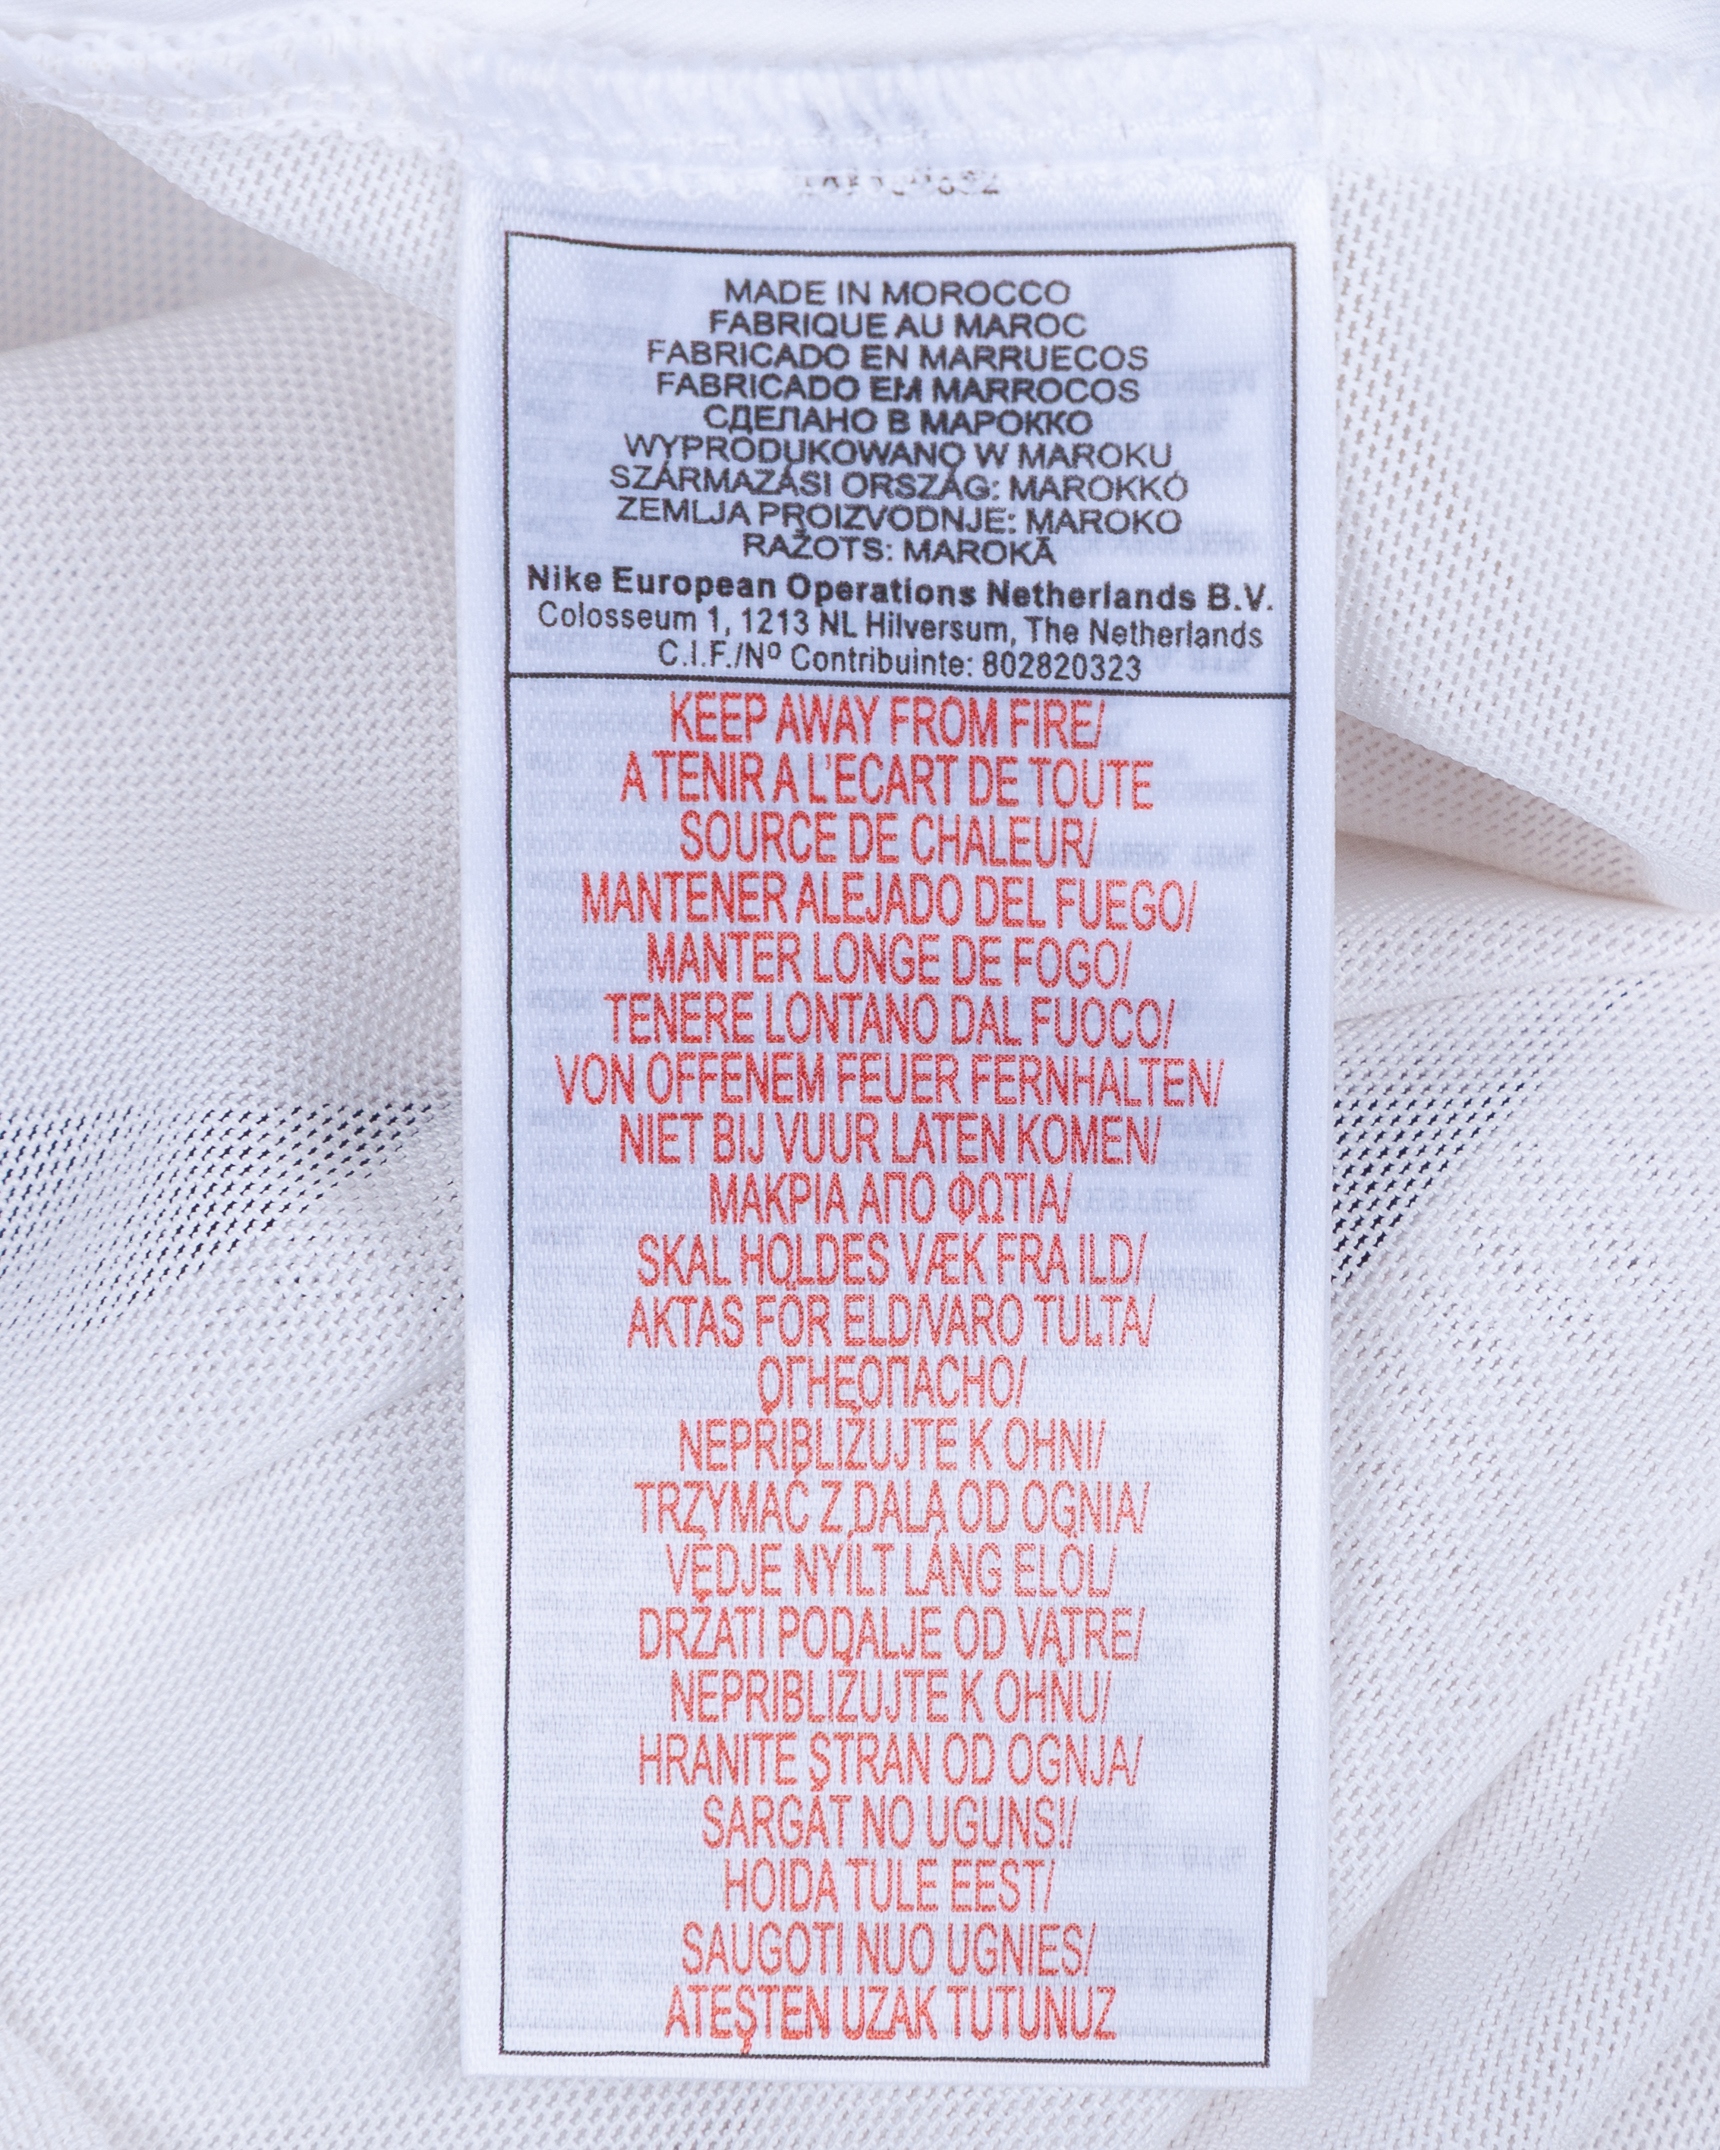 MADE IN MOROCCO
FABRIQUE AU MAROC
FABRICADO EN MARRUECOS
FABRICADO EM MARROCOS
СДЕЛАНО В МАРОККО
WYPRODUKOWANO W MAROKU
SZÁRMAZÁSI ORSZÁG: MAROKKÓ
ZEMLJA PROIZVODNJE: MAROKO
RAŽOTS: MAROKĀ
Nike European Operations Netherlands B.V.
Colosseum 1, 1213 NL Hilversum, The Netherlands
C.I.F./Nº Contribuinte: 802820323
KEEP AWAY FROM FIRE/
A TENIR A L'ECART DE TOUTE
SOURCE DE CHALEUR/
MANTENER ALEJADO DEL FUEGO/
MANTER LONGE DE FOGO/
TENERE LONTANO DAL FUOCO/
VON OFFENEM FEUER FERNHALTEN/
NIET BIJ VUUR LATEN KOMEN/
ΜΑΚΡΙΑ ΑΠΟ ΦΩΤΙΑ/
SKAL HOLDES VÆK FRA ILD/
AKTAS FÖR ELD/VARO TULTA/
ОГНЕОПАСНО/
NEPŘIBLIŽUJTE K OHNI/
TRZYMAĆ Z DALA OD OGNIA/
VÉDJE NYÍLT LÁNG ELÖL/
DRŽATI PODALJE OD VATRE/
NEPRIBLIŽUJTE K OHŇU/
HRANITE STRAN OD OGNJA/
SARGĀT NO UGUNS!/
HOIDA TULE EEST/
SAUGOTI NUO UGNIES/
ATEŞTEN UZAK TUTUNUZ